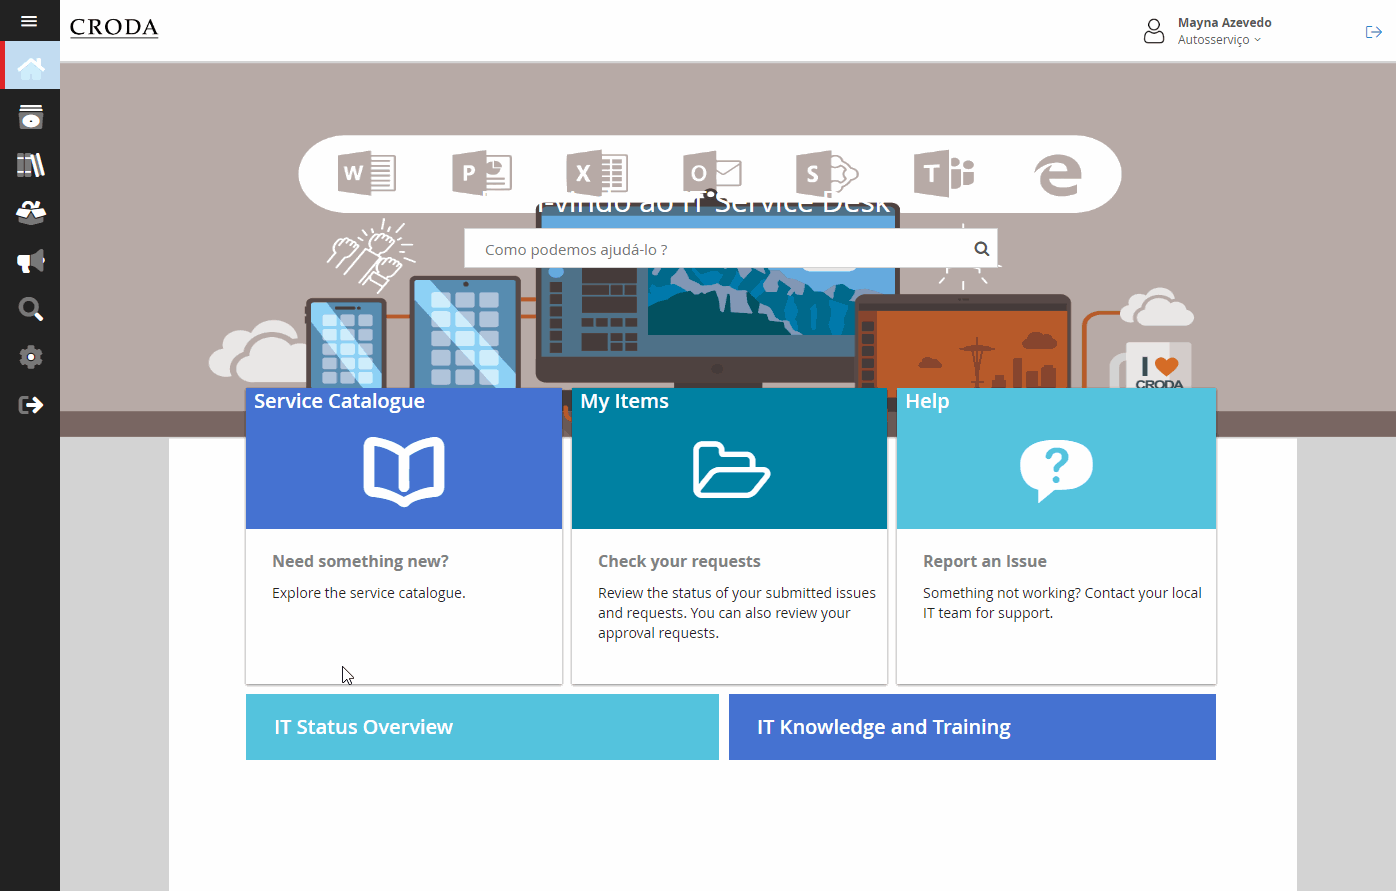 CRODA
Mayna Azevedo
Autosserviço
W P X O S T
-vindo ao IT Service Desk
Como podemos ajudá-lo ?
I
CRODA
Service Catalogue
My Items
Help
?
Need something new?
Explore the service catalogue.
Check your requests
Review the status of your submitted issues
and requests. You can also review your
approval requests.
Report an Issue
Something not working? Contact your local
IT team for support.
IT Status Overview
IT Knowledge and Training